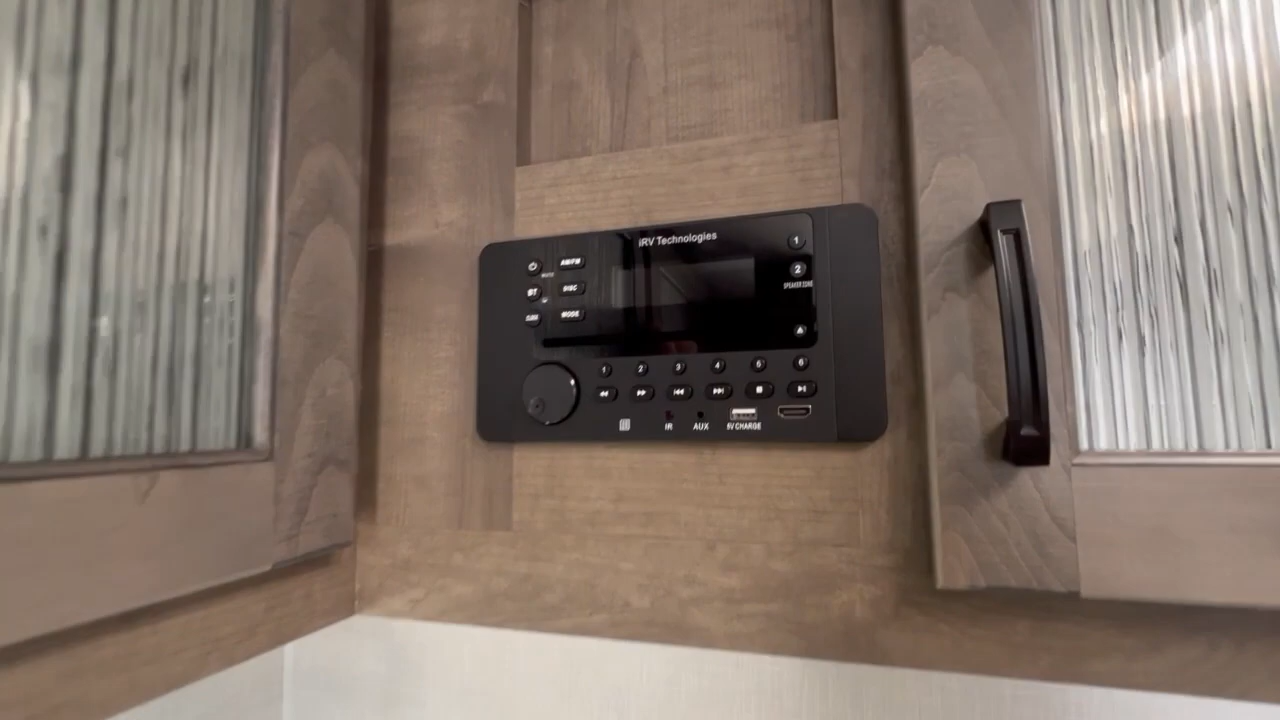 iRV Technologies
AM/FM
BT
DISC
CLOCK
MODE
1
2
SPEAKER ZONE
1 2 3 4 5 6
IR AUX 5V CHARGE